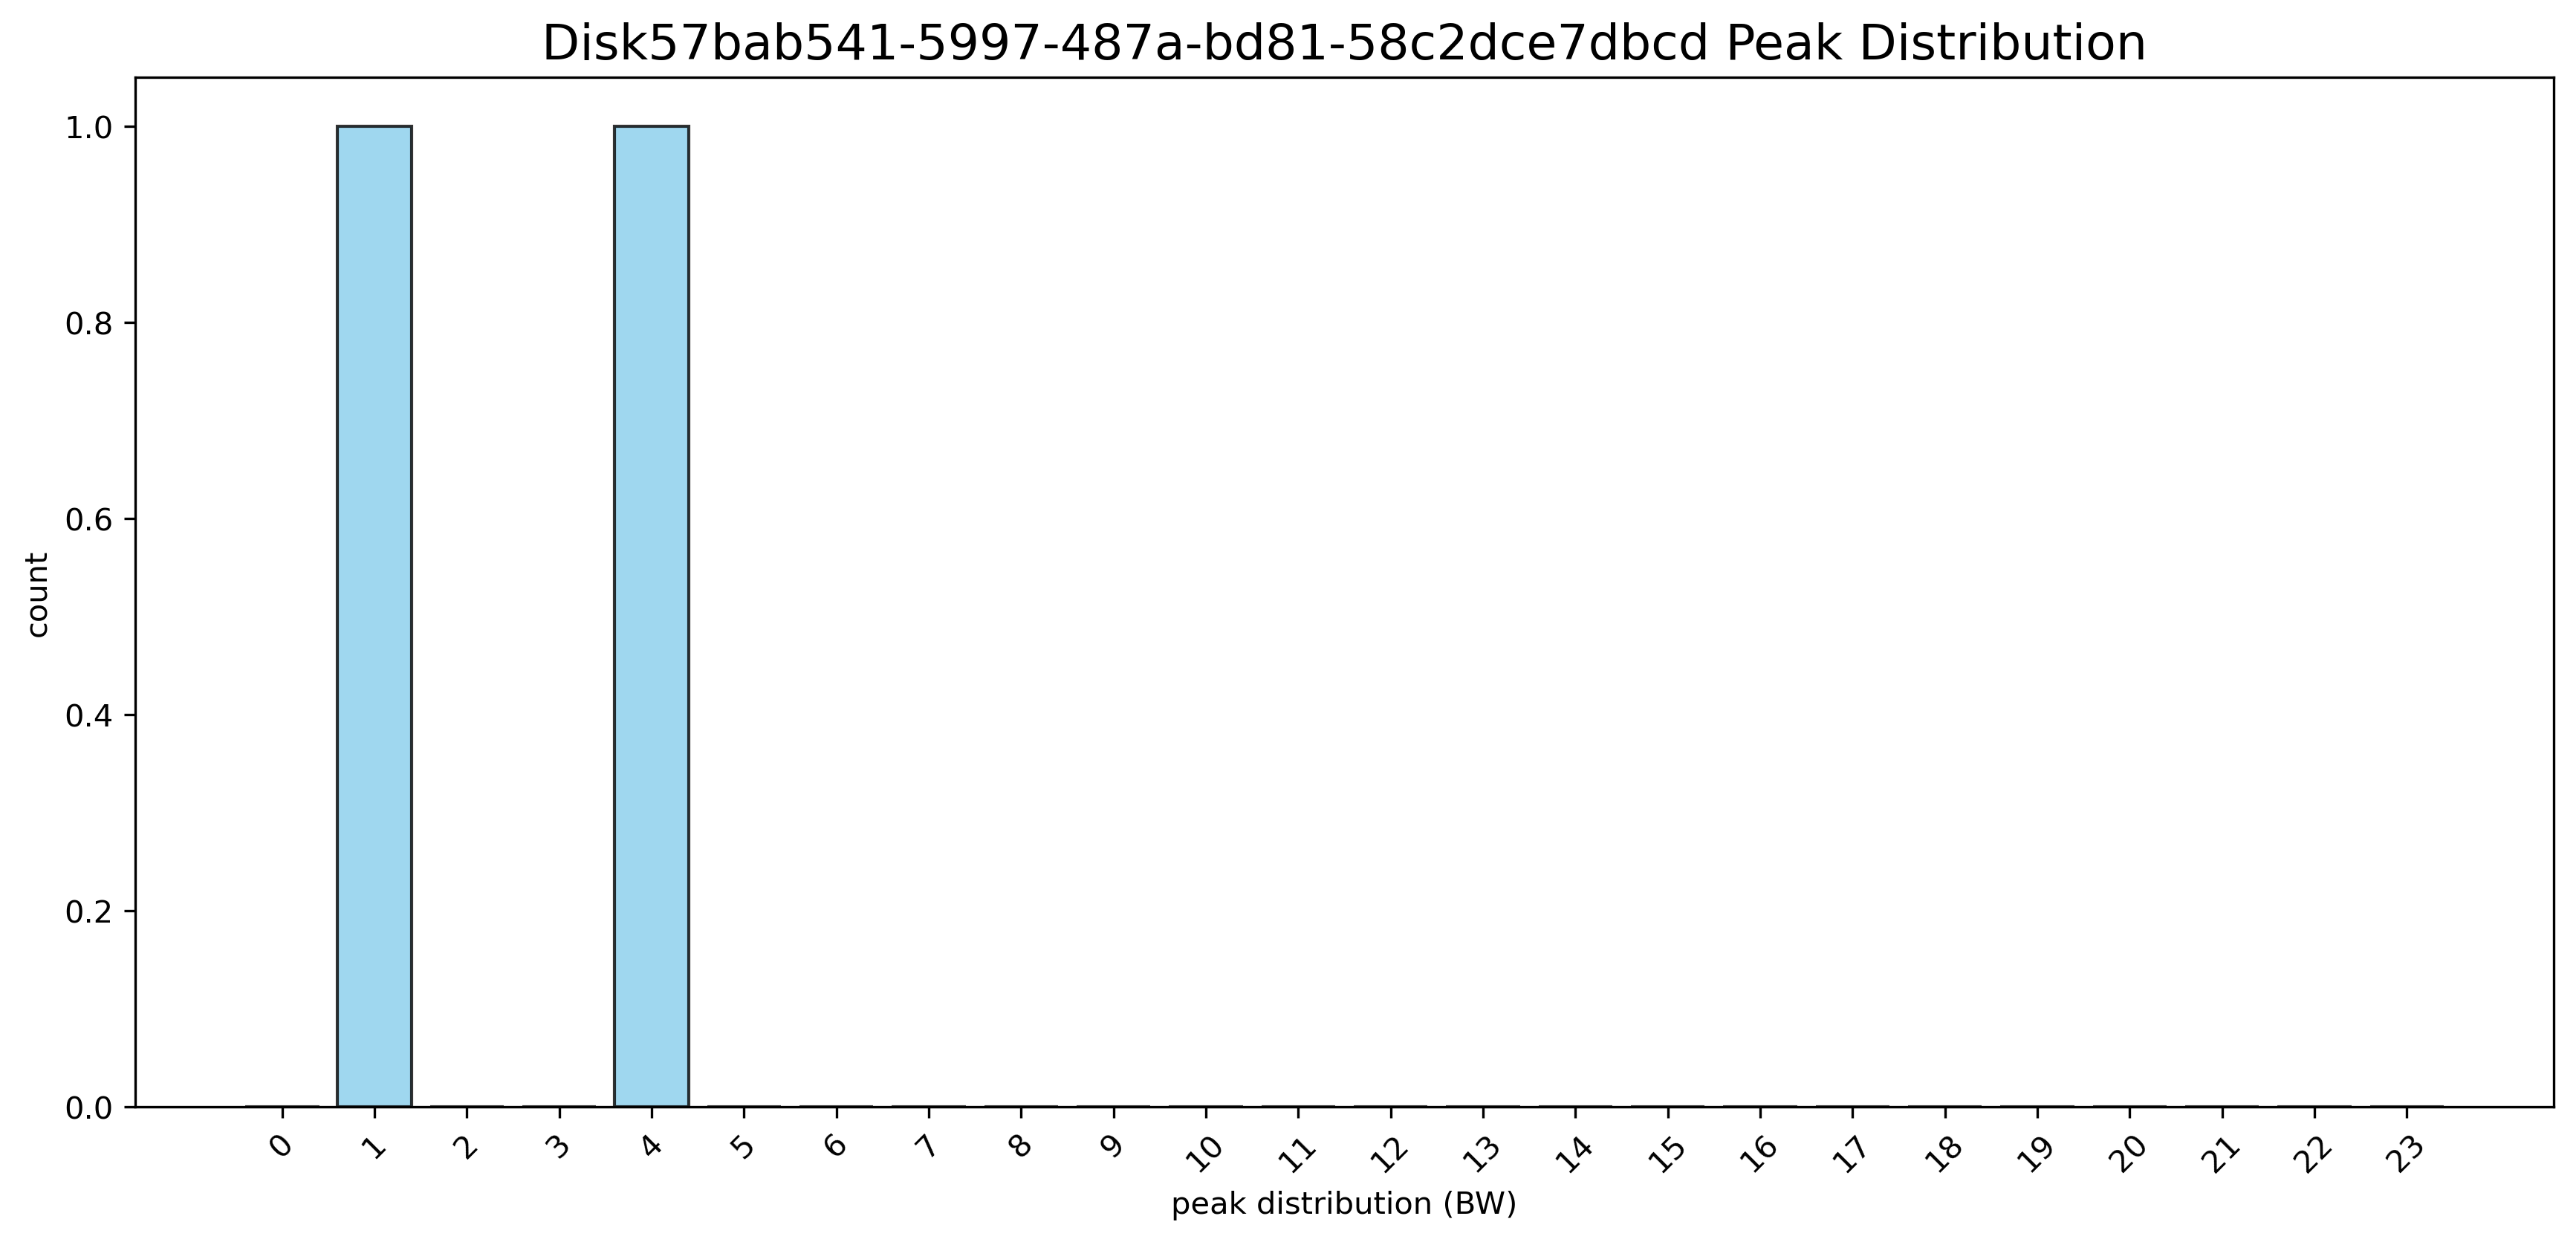 Disk57bab541-5997-487a-bd81-58c2dce7dbcd Peak Distribution
1.0
0.8
0.6
0.4
0.2
0.0
count
0 1 2 3 4 5 6 7 8 9 10 11 12 13 14 15 16 17 18 19 20 21 22 23
peak distribution (BW)